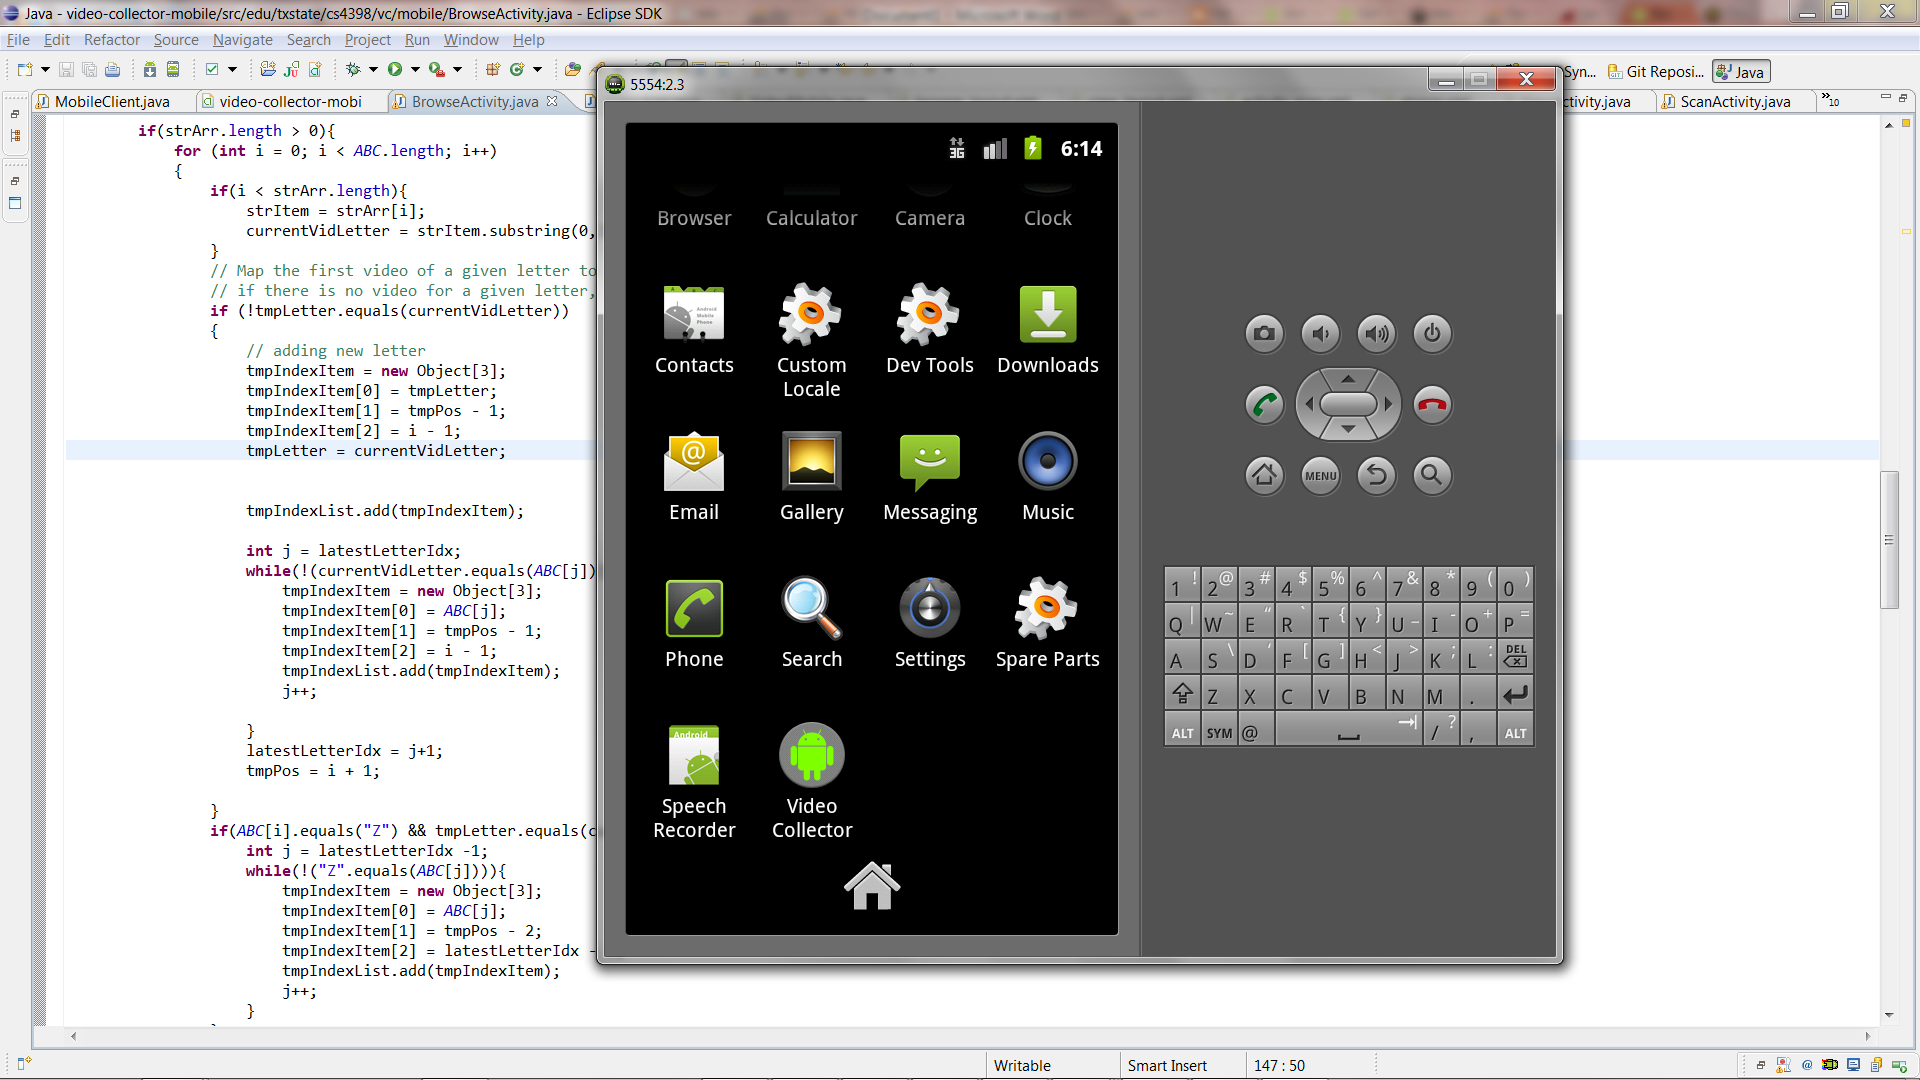 Java - video-collector-mobile/src/edu/txstate/cs4398/vc/mobile/BrowseActivity.java - Eclipse SDK
File Edit Refactor Source Navigate Search Project Run Window Help
Syn... Git Reposi... Java
MobileClient.java video-collector-mobi BrowseActivity.java ctivity.java ScanActivity.java »10
if(strArr.length > 0){
for (int i = 0; i < ABC.length; i++)
{
if(i < strArr.length){
strItem = strArr[i];
currentVidLetter = strItem.substring(0,
}
// Map the first video of a given letter to
// if there is no video for a given letter,
if (!tmpLetter.equals(currentVidLetter))
{
// adding new letter
tmpIndexItem = new Object[3];
tmpIndexItem[0] = tmpLetter;
tmpIndexItem[1] = tmpPos - 1;
tmpIndexItem[2] = i - 1;
tmpLetter = currentVidLetter;
tmpIndexList.add(tmpIndexItem);
int j = latestLetterIdx;
while(!(currentVidLetter.equals(ABC[j])
tmpIndexItem = new Object[3];
tmpIndexItem[0] = ABC[j];
tmpIndexItem[1] = tmpPos - 1;
tmpIndexItem[2] = i - 1;
tmpIndexList.add(tmpIndexItem);
j++;
}
latestLetterIdx = j+1;
tmpPos = i + 1;
}
if(ABC[i].equals("Z") && tmpLetter.equals(c
int j = latestLetterIdx -1;
while(!("Z".equals(ABC[j]))){
tmpIndexItem = new Object[3];
tmpIndexItem[0] = ABC[j];
tmpIndexItem[1] = tmpPos - 2;
tmpIndexItem[2] = latestLetterIdx -
tmpIndexList.add(tmpIndexItem);
j++;
}
5554:2.3
3G 6:14
Browser Calculator Camera Clock
Contacts Custom Locale Dev Tools Downloads
Email Gallery Messaging Music
Phone Search Settings Spare Parts
Android
Speech Recorder Video Collector
MENU
1 ! 2 @ 3 # 4 $ 5 % 6 ^ 7 & 8 * 9 ( 0 )
Q | W ~ E “ R ` T { Y } U _ I - O + P =
A S \ D ' F [ G ] H < J > K ; L : DEL
Z X C V B N M .
ALT SYM @ / ? , ALT
Writable Smart Insert 147 : 50